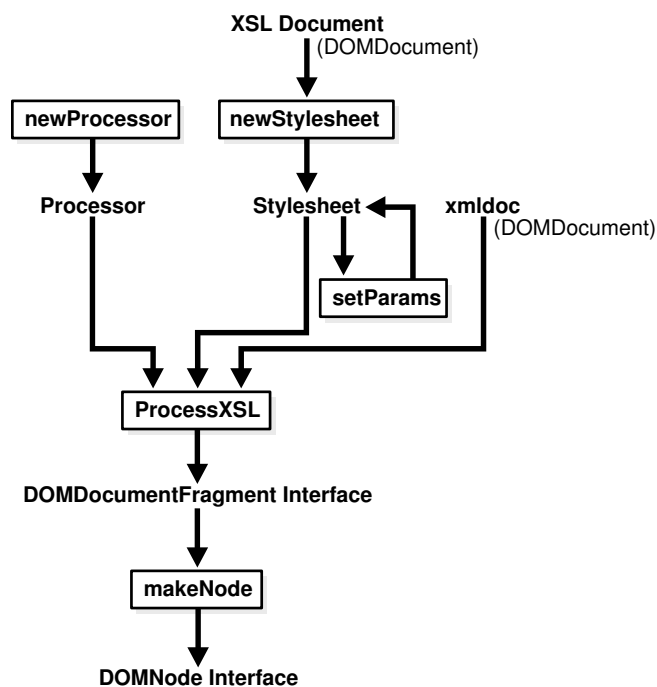 XSL Document
(DOMDocument)
newProcessor
newStylesheet
Processor
Stylesheet
xmldoc
(DOMDocument)
setParams
ProcessXSL
DOMDocumentFragment Interface
makeNode
DOMNode Interface